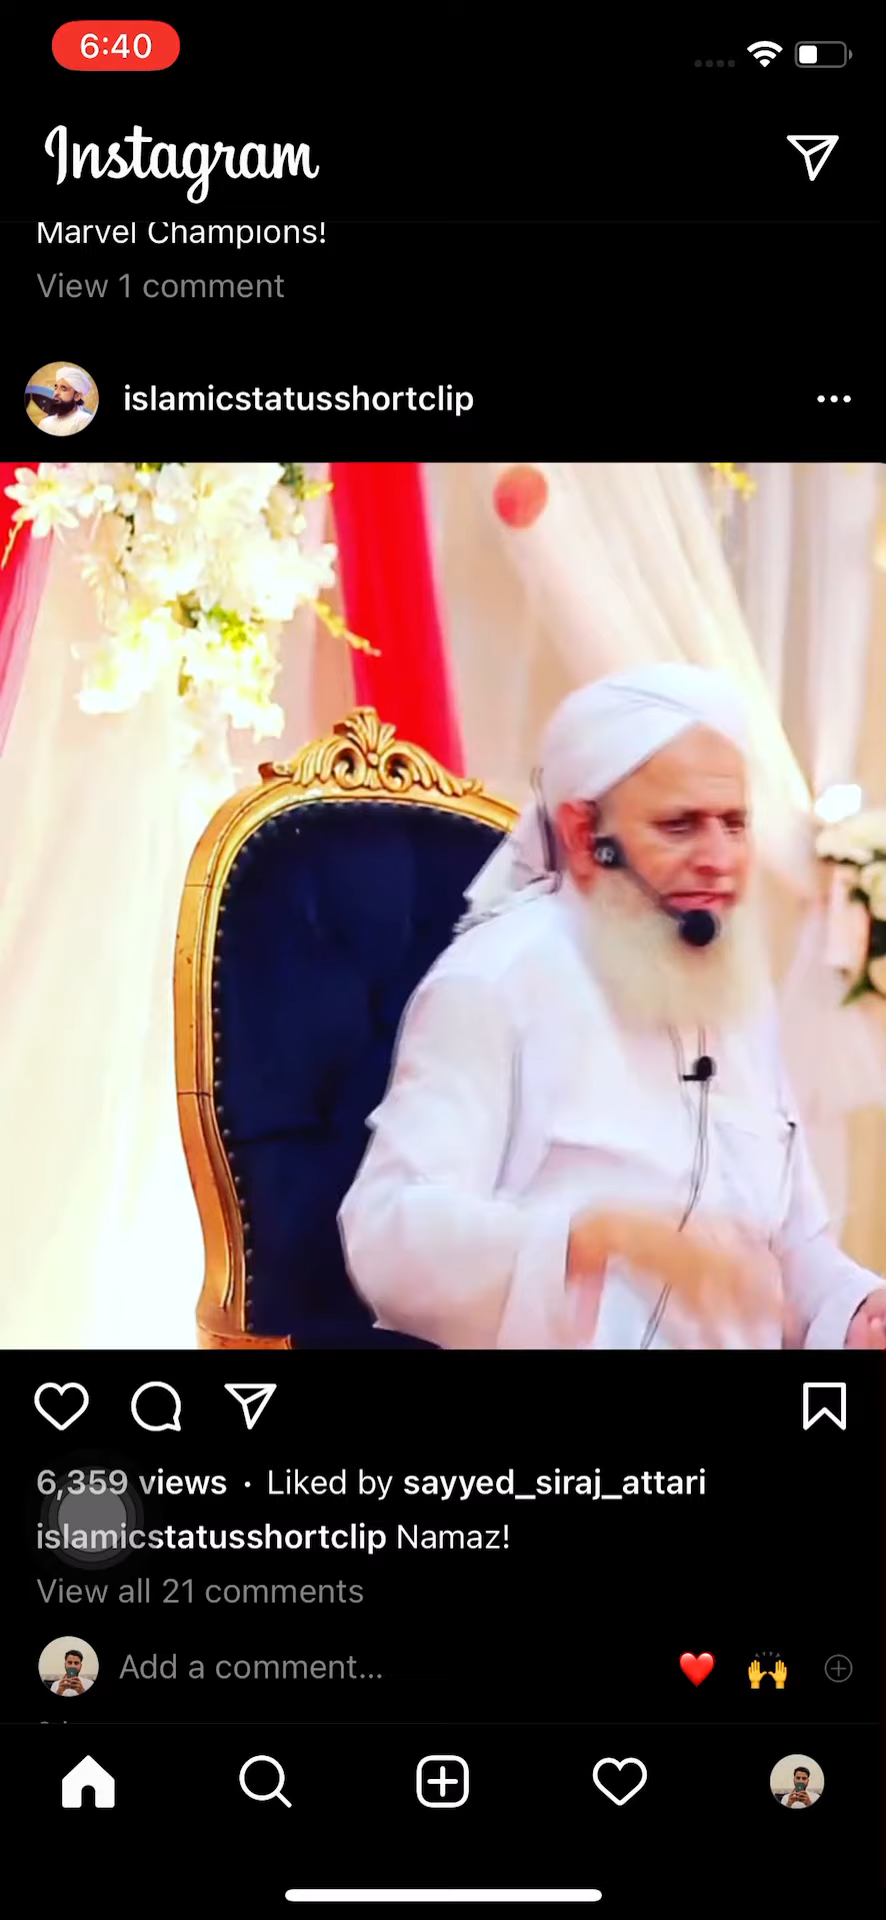 6:40
Instagram
Marvel Champions!
View 1 comment
islamicstatusshortclip
6,359 views · Liked by sayyed_siraj_attari
islamicstatusshortclip Namaz!
View all 21 comments
Add a comment...